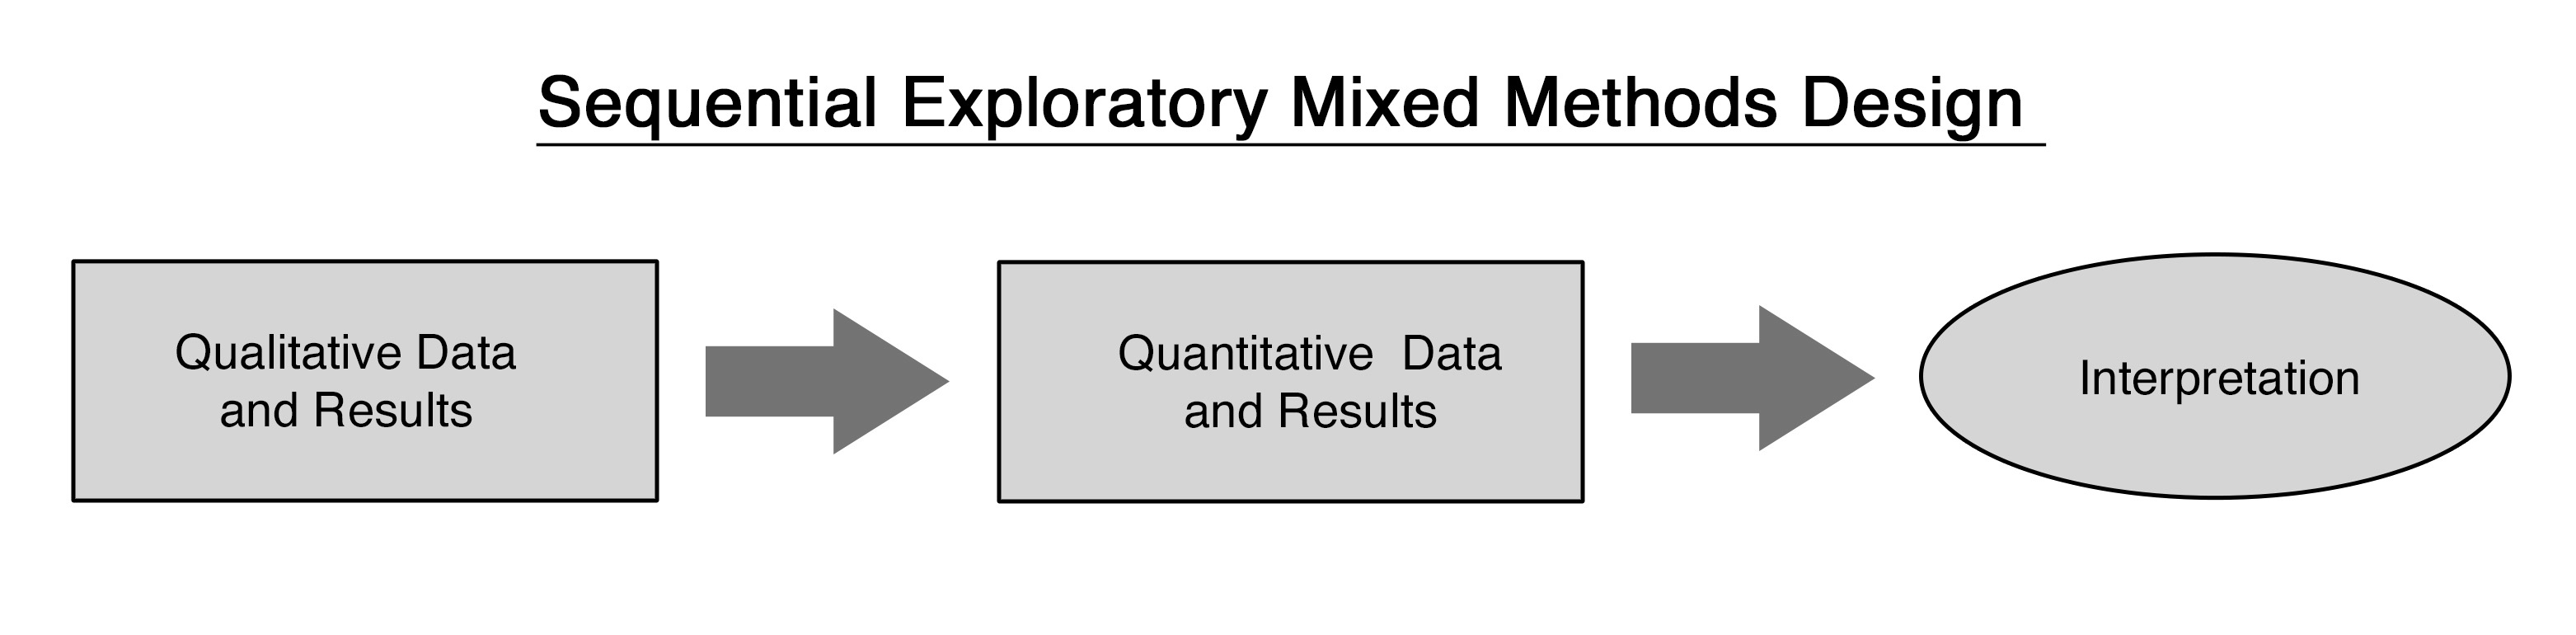 Sequential Exploratory Mixed Methods Design
Qualitative Data
and Results
Quantitative  Data
and Results
Interpretation